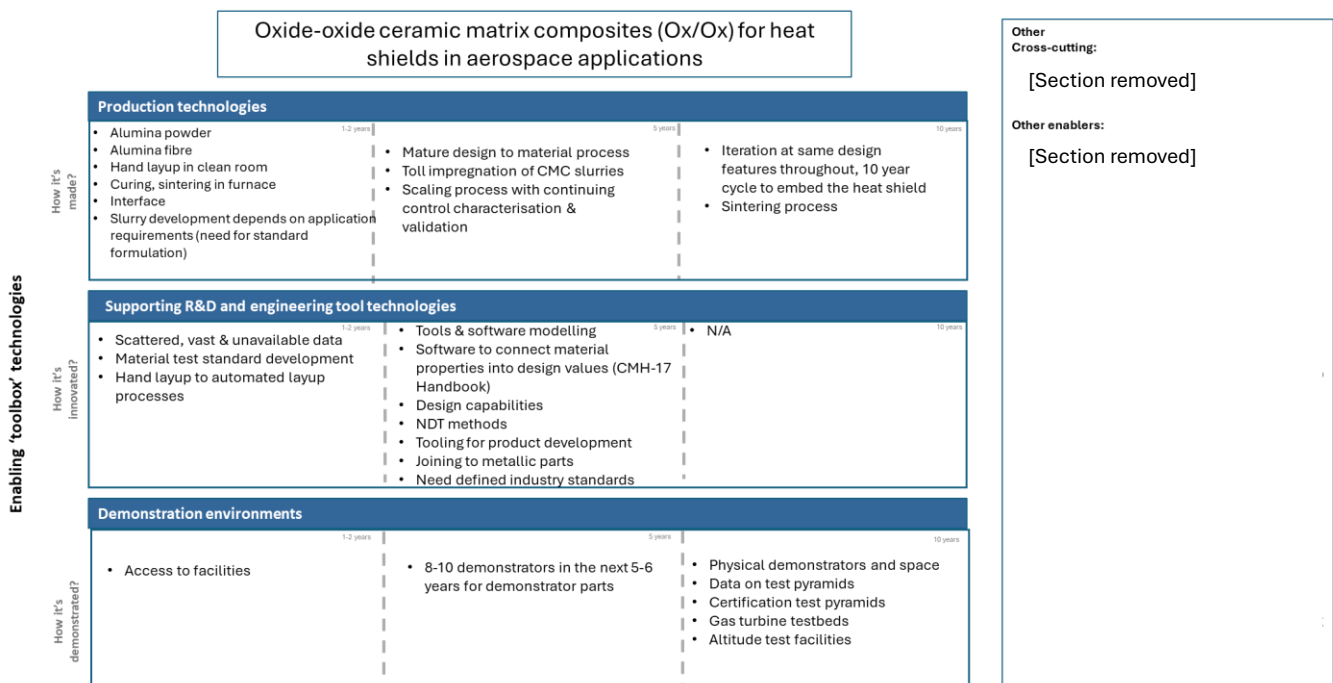 Oxide-oxide ceramic matrix composites (Ox/Ox) for heat
shields in aerospace applications
Other
Cross-cutting:
[Section removed]
Other enablers:
[Section removed]
Enabling ‘toolbox’ technologies
Production technologies
How it's
made?
1-2 years
• Alumina powder
• Alumina fibre
• Hand layup in clean room
• Curing, sintering in furnace
• Interface
• Slurry development depends on application
requirements (need for standard
formulation)
5 years
• Mature design to material process
• Toll impregnation of CMC slurries
• Scaling process with continuing
control characterisation &
validation
10 years
• Iteration at same design
features throughout, 10 year
cycle to embed the heat shield
• Sintering process
Supporting R&D and engineering tool technologies
How it's
innovated?
1-2 years
• Scattered, vast & unavailable data
• Material test standard development
• Hand layup to automated layup
processes
5 years
• Tools & software modelling
• Software to connect material
properties into design values (CMH-17
Handbook)
• Design capabilities
• NDT methods
• Tooling for product development
• Joining to metallic parts
• Need defined industry standards
10 years
• N/A
Demonstration environments
How it's
demonstrated?
1-2 years
• Access to facilities
5 years
• 8-10 demonstrators in the next 5-6
years for demonstrator parts
10 years
• Physical demonstrators and space
• Data on test pyramids
• Certification test pyramids
• Gas turbine testbeds
• Altitude test facilities